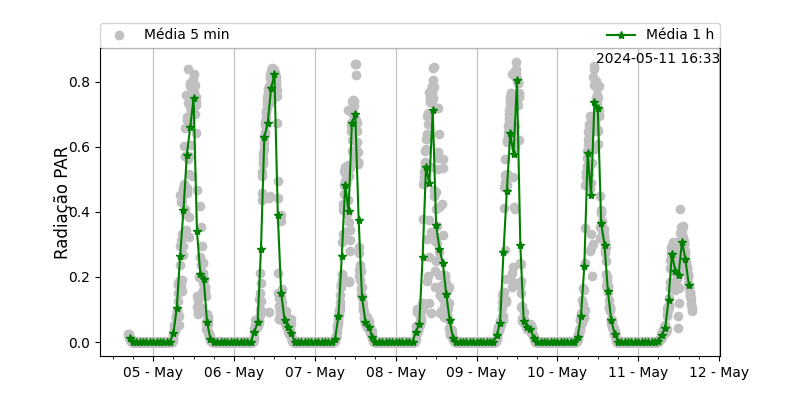 Média 5 min
Média 1 h
2024-05-11 16:33
Radiação PAR
0.8
0.6
0.4
0.2
0.0
05 - May
06 - May
07 - May
08 - May
09 - May
10 - May
11 - May
12 - May